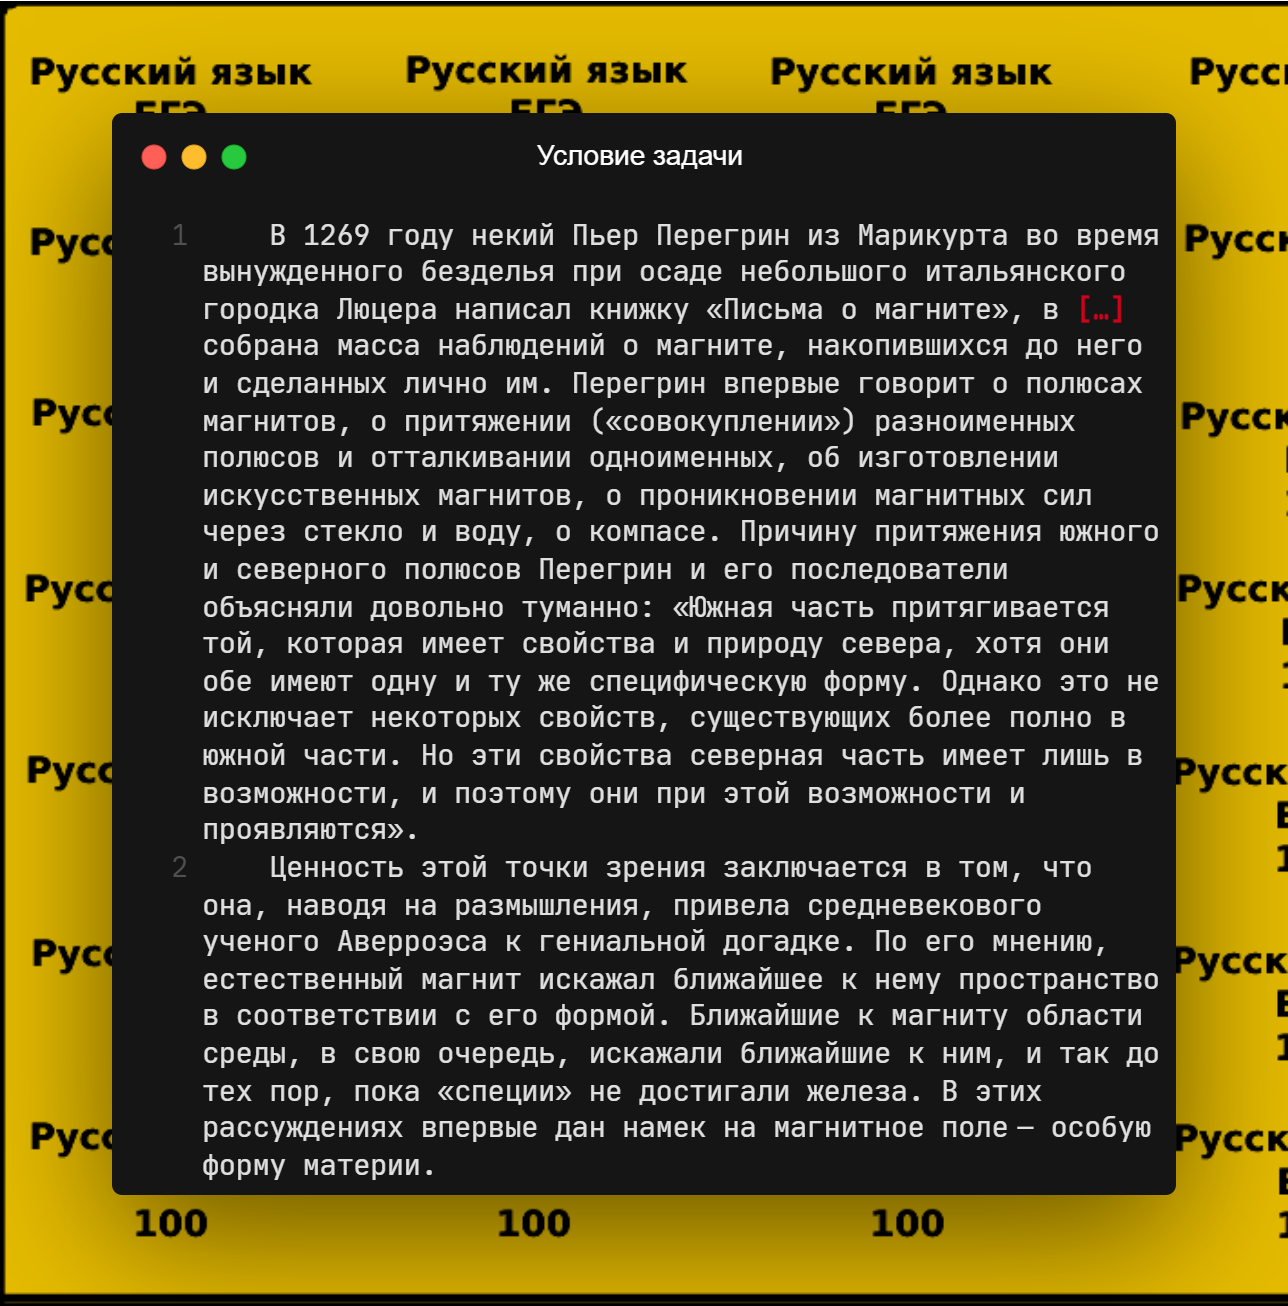 Русский язык Русский язык Русский язык Русс
ЕГЭ ЕГЭ ЕГЭ
Условие задачи
1 В 1269 году некий Пьер Перегрин из Марикурта во время
вынужденного безделья при осаде небольшого итальянского
городка Люцера написал книжку «Письма о магните», в […]
собрана масса наблюдений о магните, накопившихся до него
и сделанных лично им. Перегрин впервые говорит о полюсах
магнитов, о притяжении («совокуплении») разноименных
полюсов и отталкивании одноименных, об изготовлении
искусственных магнитов, о проникновении магнитных сил
через стекло и воду, о компасе. Причину притяжения южного
и северного полюсов Перегрин и его последователи
объясняли довольно туманно: «Южная часть притягивается
той, которая имеет свойства и природу севера, хотя они
обе имеют одну и ту же специфическую форму. Однако это не
исключает некоторых свойств, существующих более полно в
южной части. Но эти свойства северная часть имеет лишь в
возможности, и поэтому они при этой возможности и
проявляются».
2 Ценность этой точки зрения заключается в том, что
она, наводя на размышления, привела средневекового
ученого Аверроэса к гениальной догадке. По его мнению,
естественный магнит искажал ближайшее к нему пространство
в соответствии с его формой. Ближайшие к магниту области
среды, в свою очередь, искажали ближайшие к ним, и так до
тех пор, пока «специи» не достигали железа. В этих
рассуждениях впервые дан намек на магнитное поле — особую
форму материи.
100 100 100